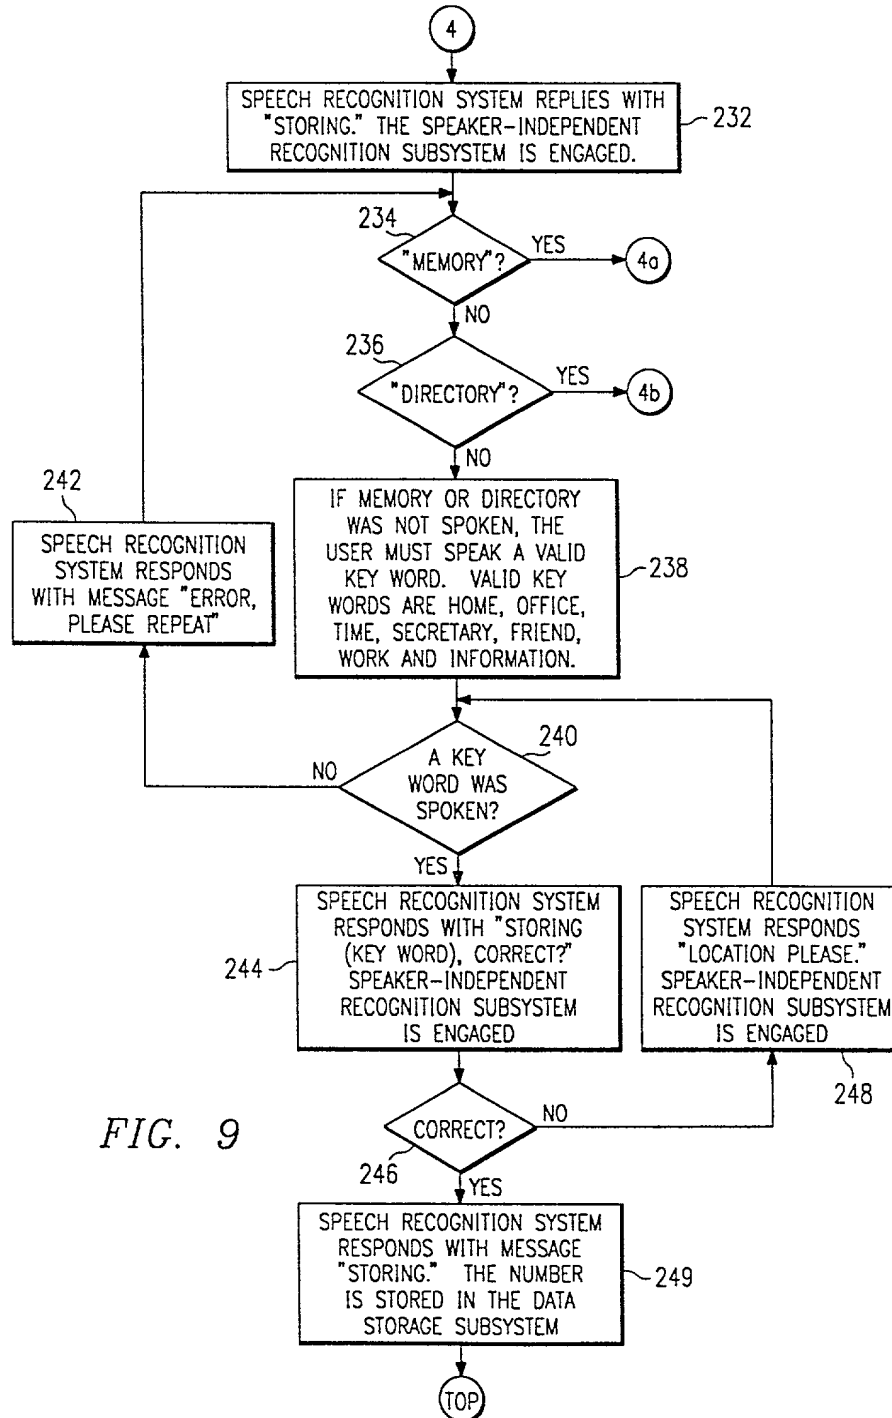 4
SPEECH RECOGNITION SYSTEM REPLIES WITH
"STORING." THE SPEAKER-INDEPENDENT
RECOGNITION SUBSYSTEM IS ENGAGED.
232
234
"MEMORY"?
YES
4a
NO
236
"DIRECTORY"?
YES
4b
NO
242
SPEECH RECOGNITION
SYSTEM RESPONDS
WITH MESSAGE "ERROR,
PLEASE REPEAT"
IF MEMORY OR DIRECTORY
WAS NOT SPOKEN, THE
USER MUST SPEAK A VALID
KEY WORD. VALID KEY
WORDS ARE HOME, OFFICE,
TIME, SECRETARY, FRIEND,
WORK AND INFORMATION.
238
240
A KEY
WORD WAS
SPOKEN?
NO
YES
SPEECH RECOGNITION SYSTEM
RESPONDS WITH "STORING
(KEY WORD), CORRECT?"
SPEAKER-INDEPENDENT
RECOGNITION SUBSYSTEM
IS ENGAGED
244
SPEECH RECOGNITION
SYSTEM RESPONDS
"LOCATION PLEASE."
SPEAKER-INDEPENDENT
RECOGNITION SUBSYSTEM
IS ENGAGED
248
FIG. 9
CORRECT?
NO
246
YES
SPEECH RECOGNITION SYSTEM
RESPONDS WITH MESSAGE
"STORING." THE NUMBER
IS STORED IN THE DATA
STORAGE SUBSYSTEM
249
TOP